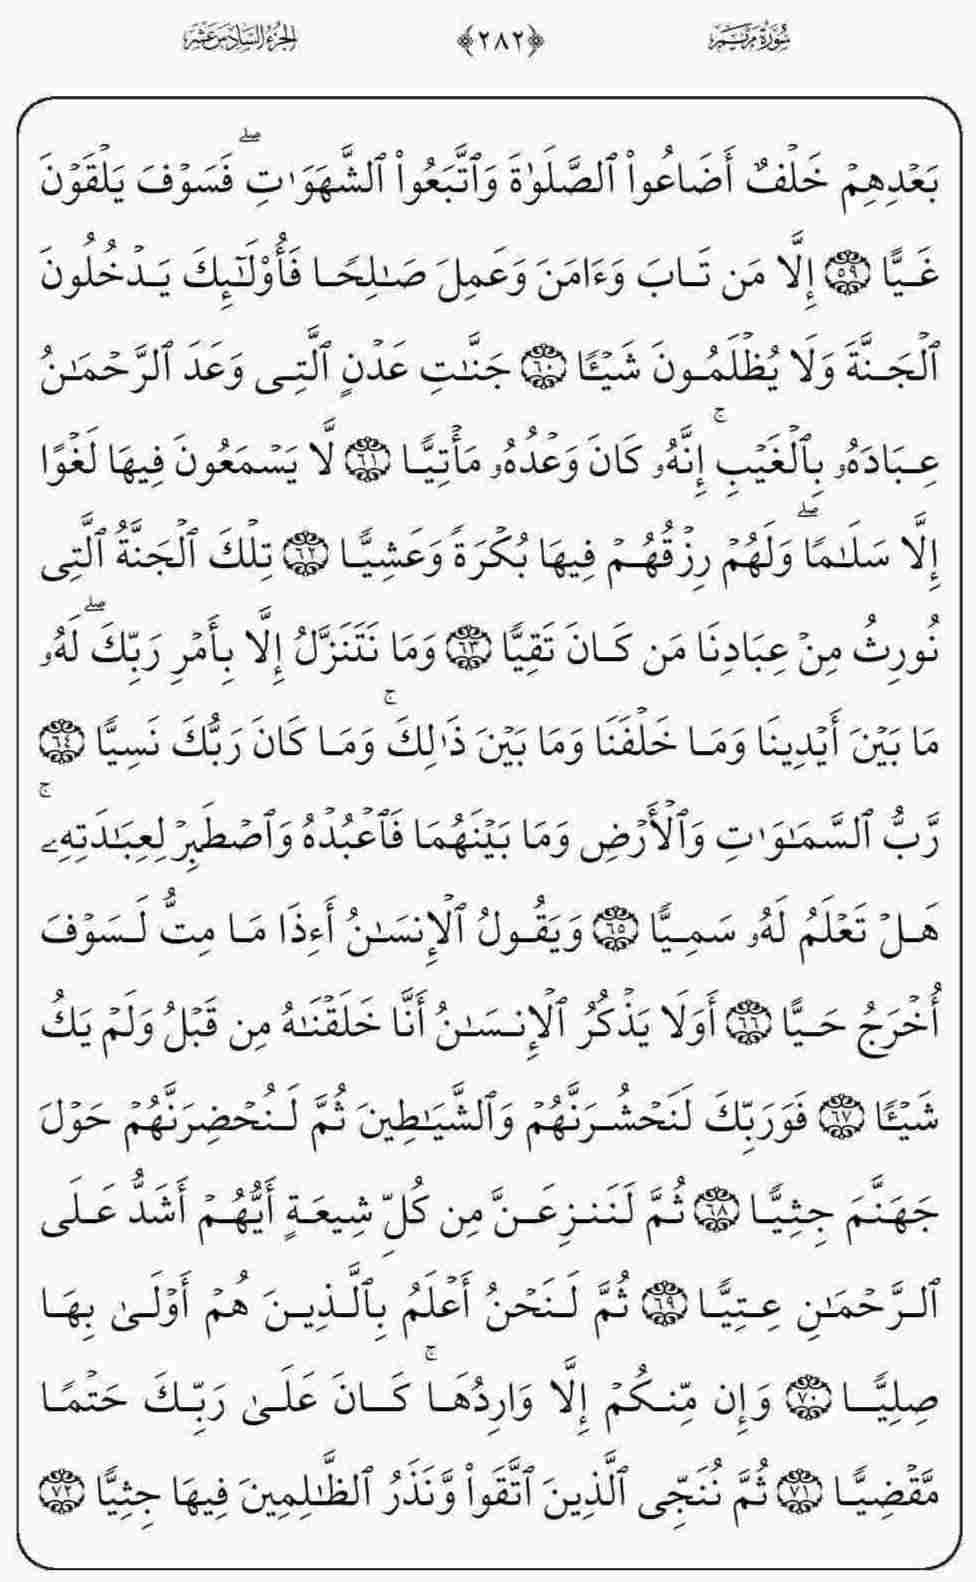 سُورَةُ مَرۡيَمَ ﴿٢٨٢﴾ الجُزۡءُ السَّادِسَ عَشَرَ
بَعۡدِهِمۡ خَلۡفٌ أَضَاعُواْ ٱلصَّلَوٰةَ وَٱتَّبَعُواْ ٱلشَّهَوَٰتِۖ فَسَوۡفَ يَلۡقَوۡنَ
غَيًّا ٥٩ إِلَّا مَن تَابَ وَءَامَنَ وَعَمِلَ صَٰلِحًا فَأُوْلَٰٓئِكَ يَدۡخُلُونَ
ٱلۡجَنَّةَ وَلَا يُظۡلَمُونَ شَيۡـًٔا ٦٠ جَنَّٰتِ عَدۡنٍ ٱلَّتِي وَعَدَ ٱلرَّحۡمَٰنُ
عِبَادَهُۥ بِٱلۡغَيۡبِۚ إِنَّهُۥ كَانَ وَعۡدُهُۥ مَأۡتِيًّا ٦١ لَّا يَسۡمَعُونَ فِيهَا لَغۡوًا
إِلَّا سَلَٰمًاۖ وَلَهُمۡ رِزۡقُهُمۡ فِيهَا بُكۡرَةً وَعَشِيًّا ٦٢ تِلۡكَ ٱلۡجَنَّةُ ٱلَّتِي
نُورِثُ مِنۡ عِبَادِنَا مَن كَانَ تَقِيًّا ٦٣ وَمَا نَتَنَزَّلُ إِلَّا بِأَمۡرِ رَبِّكَۖ لَهُۥ
مَا بَيۡنَ أَيۡدِينَا وَمَا خَلۡفَنَا وَمَا بَيۡنَ ذَٰلِكَۚ وَمَا كَانَ رَبُّكَ نَسِيًّا ٦٤
رَّبُّ ٱلسَّمَٰوَٰتِ وَٱلۡأَرۡضِ وَمَا بَيۡنَهُمَا فَٱعۡبُدۡهُ وَٱصۡطَبِرۡ لِعِبَٰدَتِهِۦۚ
هَلۡ تَعۡلَمُ لَهُۥ سَمِيًّا ٦٥ وَيَقُولُ ٱلۡإِنسَٰنُ أَءِذَا مَا مِتُّ لَسَوۡفَ
أُخۡرَجُ حَيًّا ٦٦ أَوَلَا يَذۡكُرُ ٱلۡإِنسَٰنُ أَنَّا خَلَقۡنَٰهُ مِن قَبۡلُ وَلَمۡ يَكُ
شَيۡـًٔا ٦٧ فَوَرَبِّكَ لَنَحۡشُرَنَّهُمۡ وَٱلشَّيَٰطِينَ ثُمَّ لَنُحۡضِرَنَّهُمۡ حَوۡلَ
جَهَنَّمَ جِثِيًّا ٦٨ ثُمَّ لَنَنزِعَنَّ مِن كُلِّ شِيعَةٍ أَيُّهُمۡ أَشَدُّ عَلَى
ٱلرَّحۡمَٰنِ عِتِيًّا ٦٩ ثُمَّ لَنَحۡنُ أَعۡلَمُ بِٱلَّذِينَ هُمۡ أَوۡلَىٰ بِهَا
صِلِيًّا ٧٠ وَإِن مِّنكُمۡ إِلَّا وَارِدُهَاۚ كَانَ عَلَىٰ رَبِّكَ حَتۡمًا
مَّقۡضِيًّا ٧١ ثُمَّ نُنَجِّي ٱلَّذِينَ ٱتَّقَواْ وَّنَذَرُ ٱلظَّٰلِمِينَ فِيهَا جِثِيًّا ٧٢